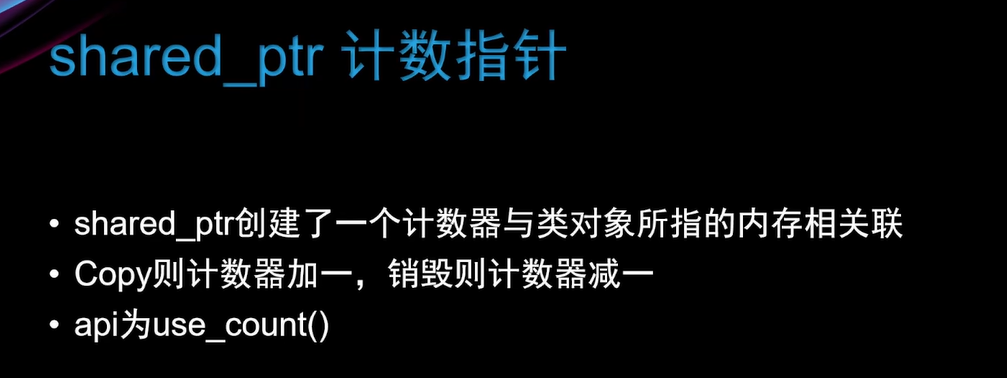 shared_ptr 计数指针
• shared_ptr创建了一个计数器与类对象所指的内存相关联
• Copy则计数器加一，销毁则计数器减一
• api为use_count()